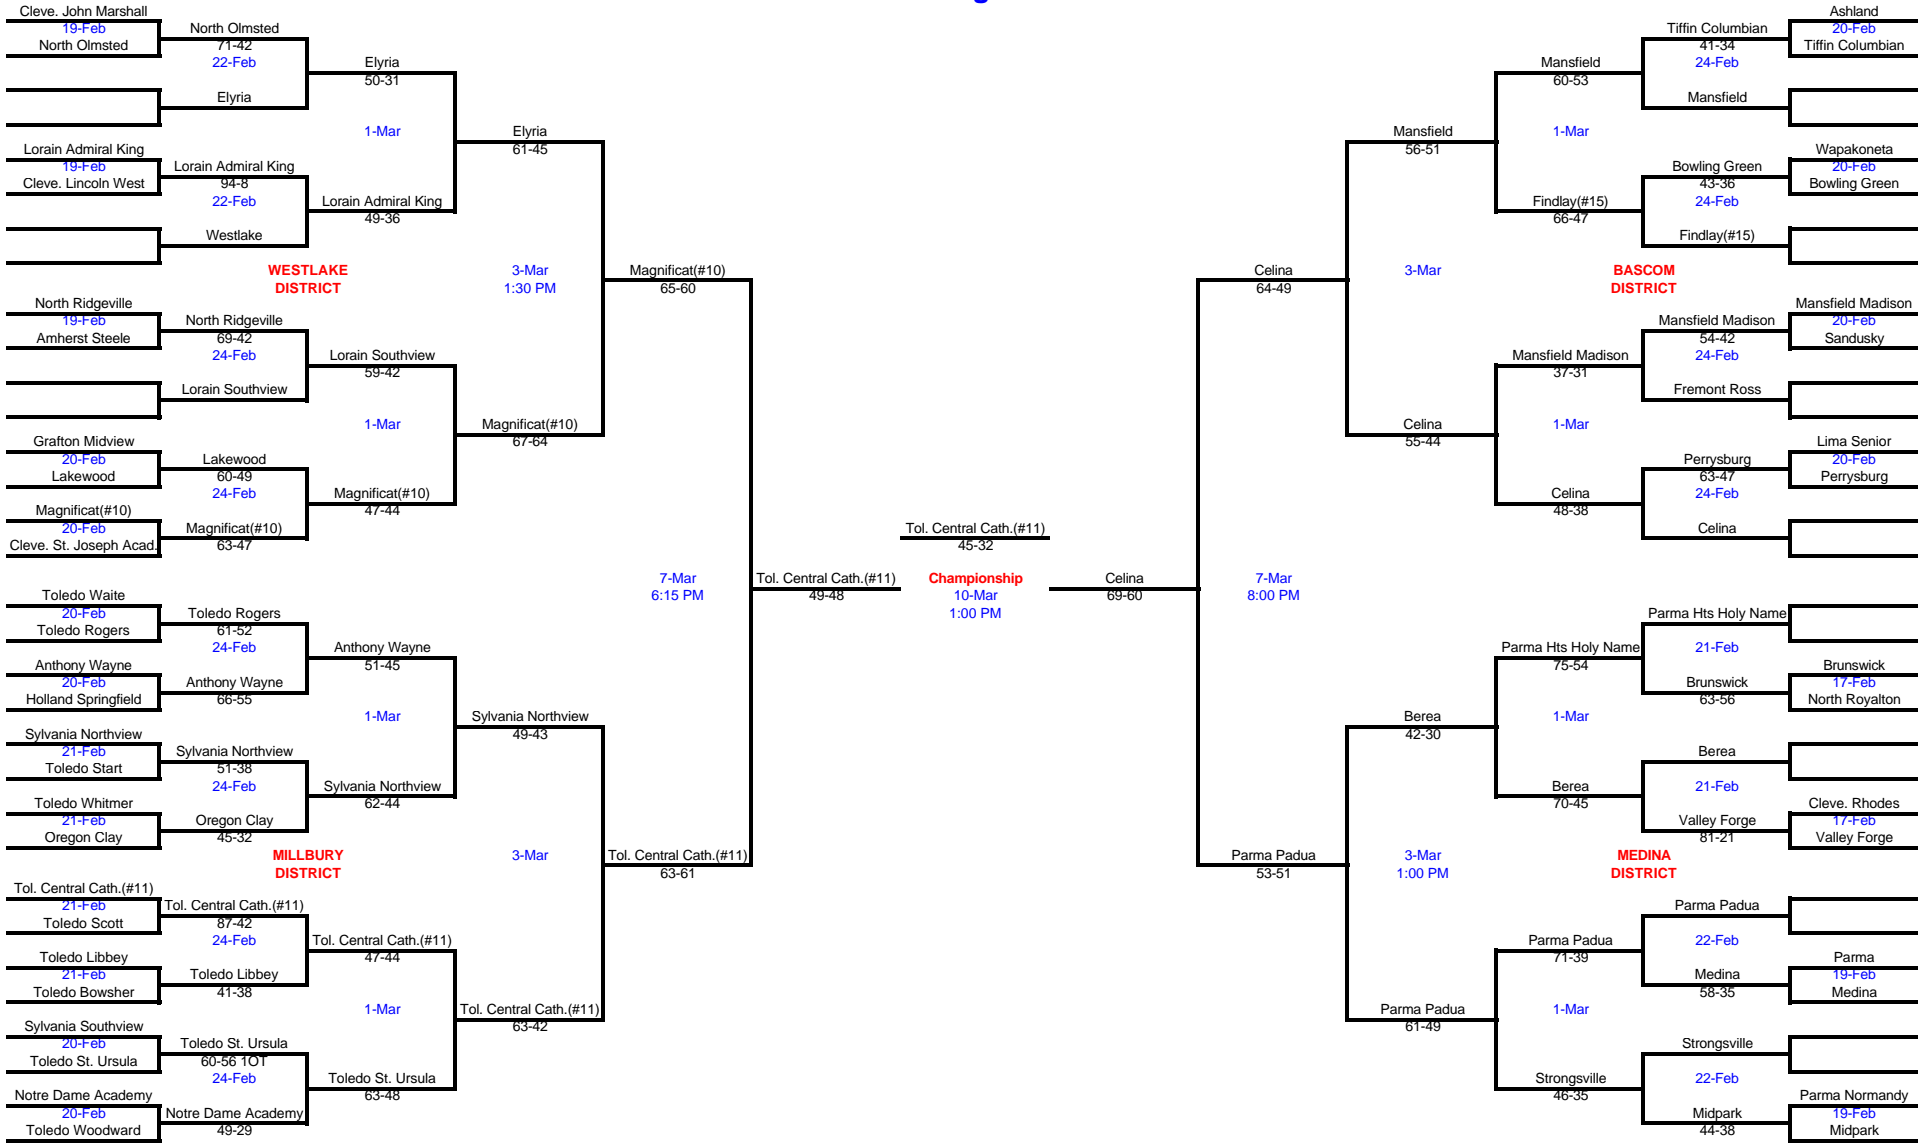 Cleve. John Marshall
19-Feb
North Olmsted
North Olmsted
71-42
22-Feb
Elyria
Elyria
50-31
1-Mar
Lorain Admiral King
19-Feb
Cleve. Lincoln West
Lorain Admiral King
94-8
22-Feb
Westlake
Lorain Admiral King
49-36
Elyria
61-45
WESTLAKE
DISTRICT
3-Mar
1:30 PM
North Ridgeville
19-Feb
Amherst Steele
North Ridgeville
69-42
24-Feb
Lorain Southview
Lorain Southview
59-42
1-Mar
Grafton Midview
20-Feb
Lakewood
Lakewood
60-49
24-Feb
Magnificat(#10)
20-Feb
Cleve. St. Joseph Acad.
Magnificat(#10)
63-47
Magnificat(#10)
47-44
Magnificat(#10)
67-64
Magnificat(#10)
65-60
7-Mar
6:15 PM
Toledo Waite
20-Feb
Toledo Rogers
Toledo Rogers
61-52
24-Feb
Anthony Wayne
20-Feb
Holland Springfield
Anthony Wayne
66-55
Anthony Wayne
51-45
1-Mar
Sylvania Northview
21-Feb
Toledo Start
Sylvania Northview
51-38
24-Feb
Toledo Whitmer
21-Feb
Oregon Clay
Oregon Clay
45-32
Sylvania Northview
62-44
Sylvania Northview
49-43
MILLBURY
DISTRICT
3-Mar
Tol. Central Cath.(#11)
21-Feb
Toledo Scott
Tol. Central Cath.(#11)
87-42
24-Feb
Toledo Libbey
21-Feb
Toledo Bowsher
Toledo Libbey
41-38
Tol. Central Cath.(#11)
47-44
1-Mar
Sylvania Southview
20-Feb
Toledo St. Ursula
Toledo St. Ursula
60-56 1OT
24-Feb
Notre Dame Academy
20-Feb
Toledo Woodward
Notre Dame Academy
49-29
Toledo St. Ursula
63-48
Tol. Central Cath.(#11)
63-42
Tol. Central Cath.(#11)
63-61
Tol. Central Cath.(#11)
49-48
Tol. Central Cath.(#11)
45-32
Championship
10-Mar
1:00 PM
Celina
69-60
7-Mar
8:00 PM
Celina
64-49
Mansfield
56-51
3-Mar
Mansfield
60-53
1-Mar
Tiffin Columbian
41-34
24-Feb
Mansfield
Ashland
20-Feb
Tiffin Columbian
Findlay(#15)
66-47
Bowling Green
43-36
24-Feb
Findlay(#15)
Wapakoneta
20-Feb
Bowling Green
BASCOM
DISTRICT
Mansfield Madison
20-Feb
Sandusky
Mansfield Madison
54-42
24-Feb
Fremont Ross
Mansfield Madison
37-31
1-Mar
Celina
55-44
Lima Senior
20-Feb
Perrysburg
Perrysburg
63-47
24-Feb
Celina
Celina
48-38
Parma Hts Holy Name
21-Feb
Brunswick
63-56
Brunswick
17-Feb
North Royalton
Parma Hts Holy Name
75-54
1-Mar
Berea
42-30
Berea
21-Feb
Valley Forge
81-21
Cleve. Rhodes
17-Feb
Valley Forge
Berea
70-45
MEDINA
DISTRICT
3-Mar
1:00 PM
Parma Padua
53-51
Parma Padua
22-Feb
Medina
58-35
Parma
19-Feb
Medina
Parma Padua
71-39
1-Mar
Parma Padua
61-49
Strongsville
22-Feb
Midpark
44-38
Parma Normandy
19-Feb
Midpark
Strongsville
46-35